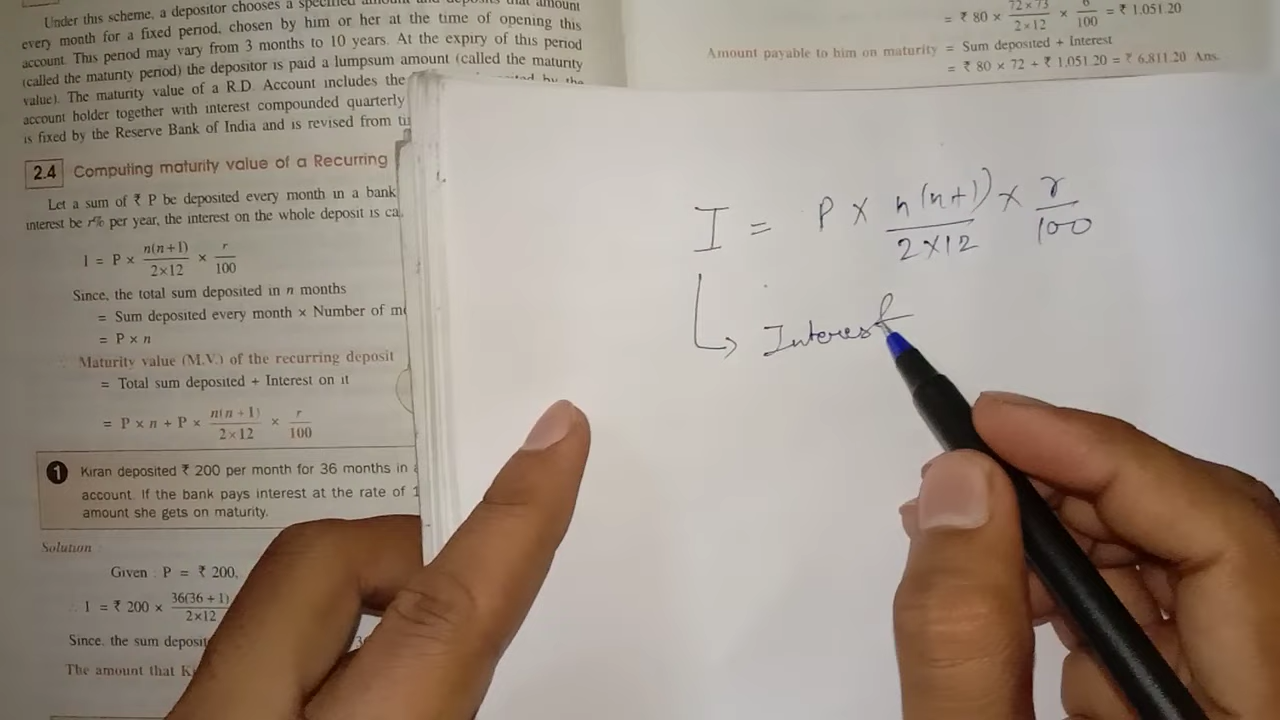 Under this scheme, a depositor chooses a specified amount and deposits that amount
every month for a fixed period, chosen by him or her at the time of opening this
account. This period may vary from 3 months to 10 years. At the expiry of this period
(called the maturity period) the depositor is paid a lumpsum amount (called the maturity
value). The maturity value of a R.D. Account includes the by the
account holder together with interest compounded quarterly
is fixed by the Reserve Bank of India and is revised from
2.4 Computing maturity value of a Recurring
Let a sum of ₹ P be deposited every month in a bank
interest be r% per year, the interest on the whole deposit is
I = P × n(n+1)/2×12 × r/100
Since, the total sum deposited in n months
= Sum deposited every month × Number of
= P × n
∴ Maturity value (M.V.) of the recurring deposit
= Total sum deposited + Interest on it
= P × n + P × n(n+1)/2×12 × r/100
1 Kiran deposited ₹ 200 per month for 36 months in
account. If the bank pays interest at the rate of
amount she gets on maturity.
Solution
Given : P = ₹ 200,
∴ I = ₹ 200 × 36(36+1)/2×12
Since, the sum
The amount that
= ₹ 80 × 72×73/2×12 × 6/100 = ₹ 1,051.20
Amount payable to him on maturity = Sum deposited + Interest
= ₹ 80 × 72 + ₹ 1,051.20 = ₹ 6,811.20 Ans.
I = P × n(n+1)/2×12 × r/100
Interest